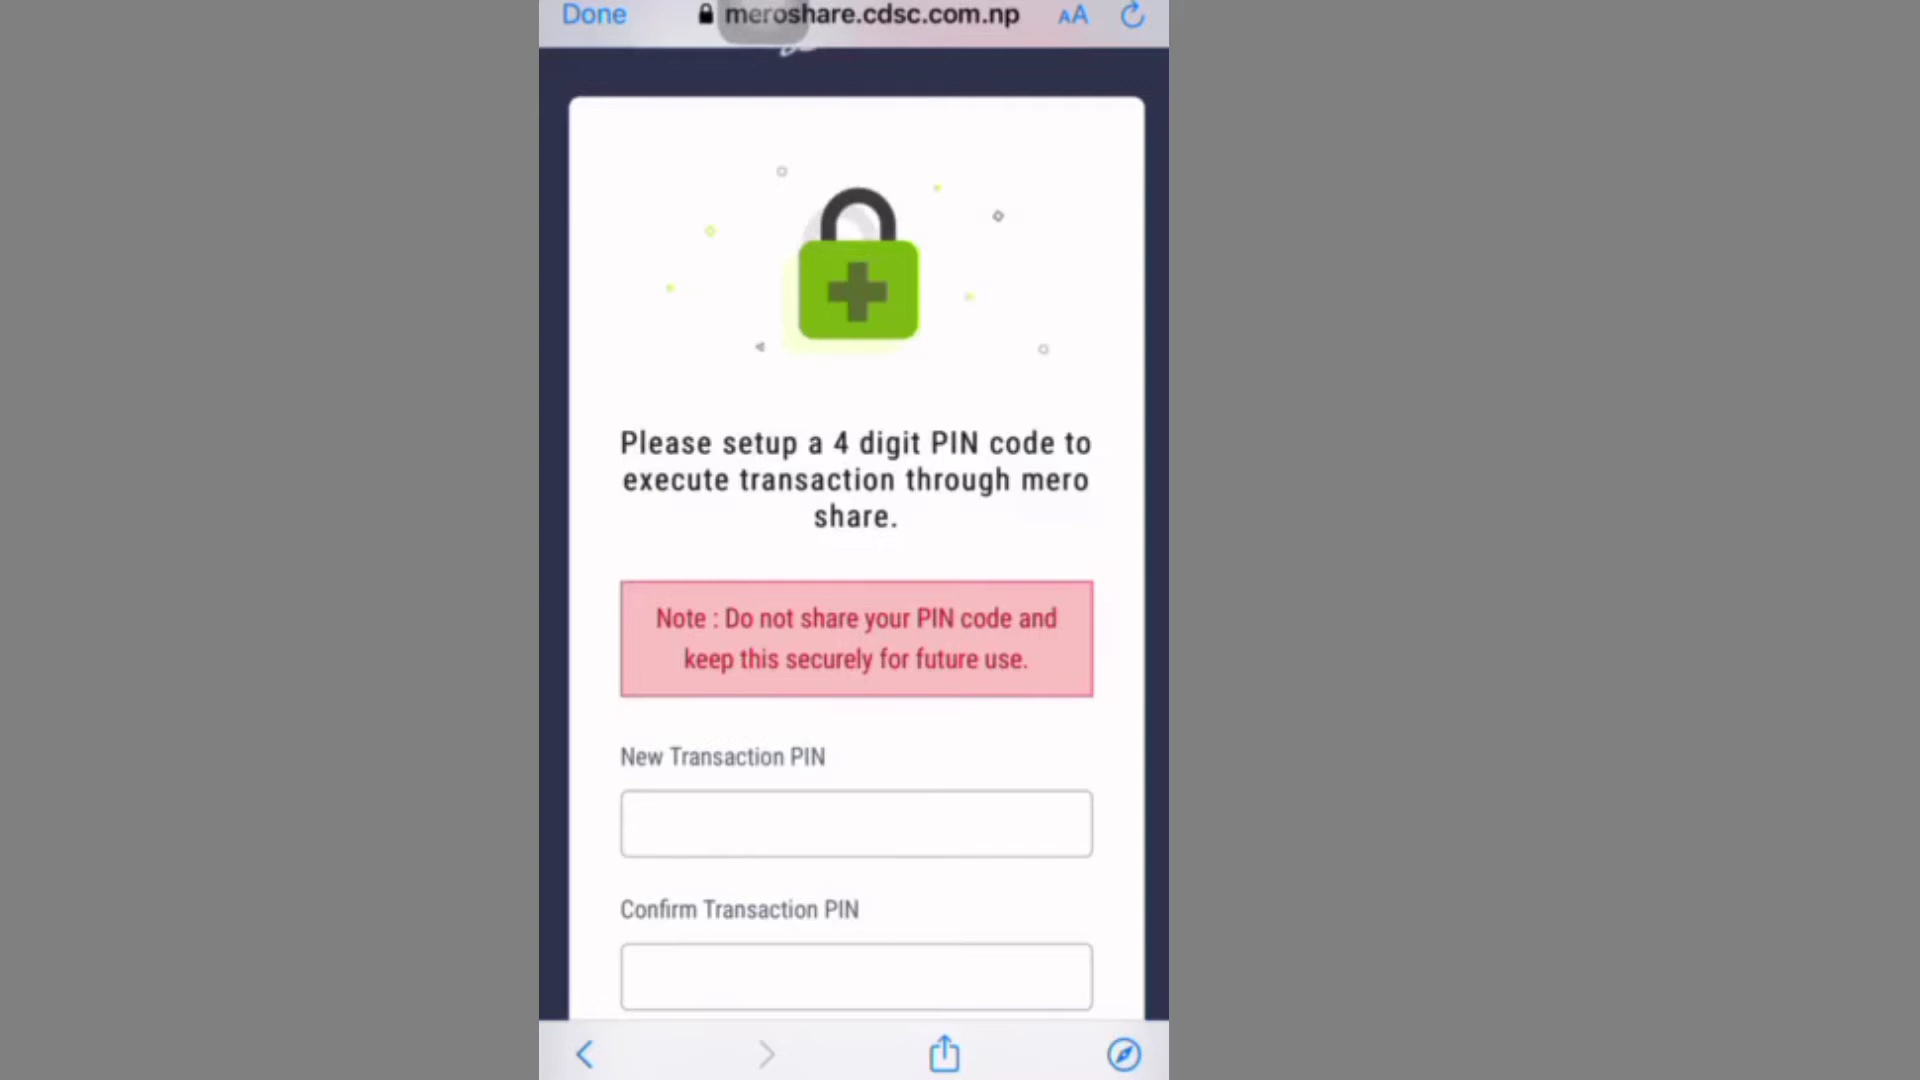 Done
meroshare.cdsc.com.np
AA
Please setup a 4 digit PIN code to
execute transaction through mero
share.
Note : Do not share your PIN code and
keep this securely for future use.
New Transaction PIN
Confirm Transaction PIN